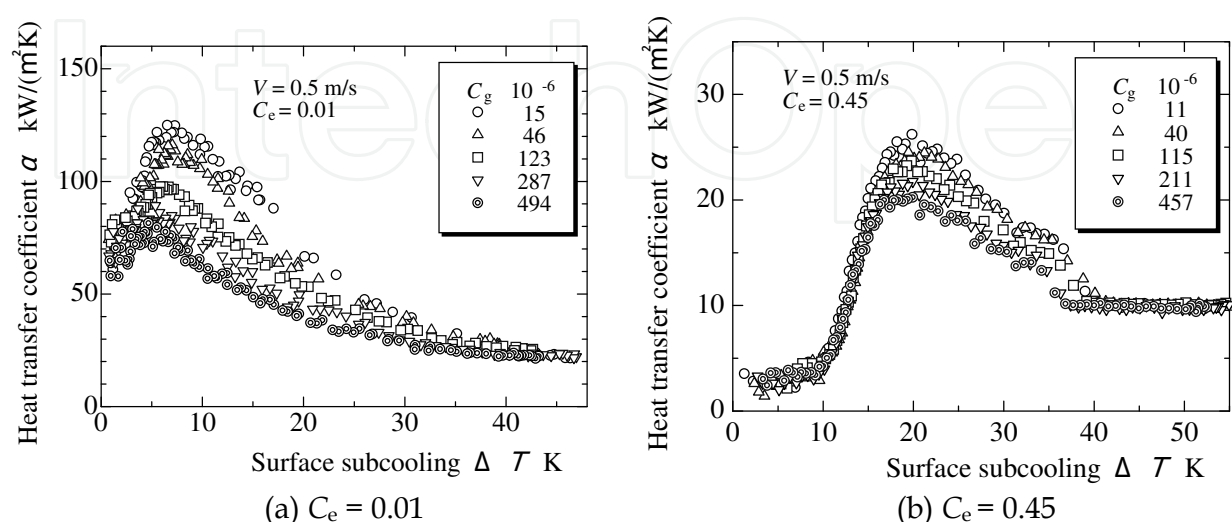 Heat transfer coefficient α kW/(m²K)
150
100
50
0
V = 0.5 m/s
Ce = 0.01
Cg 10 -6
15
46
123
287
494
0 10 20 30 40
Surface subcooling Δ T K
(a) Ce = 0.01
Heat transfer coefficient α kW/(m²K)
30
20
10
0
V = 0.5 m/s
Ce = 0.45
Cg 10 -6
11
40
115
211
457
0 10 20 30 40 50
Surface subcooling Δ T K
(b) Ce = 0.45